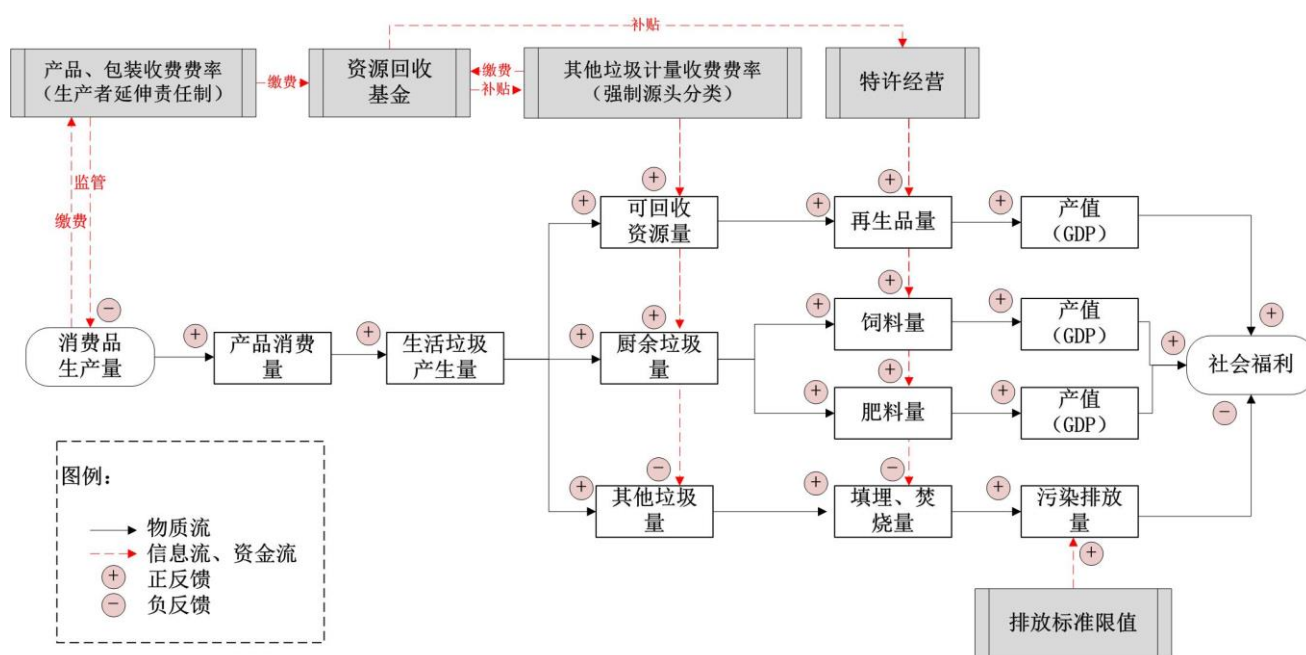 补贴
产品、包装收费费率
（生产者延伸责任制）
缴费
资源回收
基金
缴费
补贴
其他垃圾计量收费费率
（强制源头分类）
特许经营
监管
缴费
+
+
+
可回收
资源量
+
+
再生品量
+
产值
（GDP）
−
消费品
生产量
+
产品消费
量
+
生活垃圾
产生量
+
+
厨余垃圾
量
+
+
饲料量
+
产值
（GDP）
+
+
肥料量
+
产值
（GDP）
+
+
−
社会福利
+
−
其他垃圾
量
+
−
填埋、焚
烧量
+
污染排放
量
+
排放标准限值
图例：
物质流
信息流、资金流
+
正反馈
−
负反馈